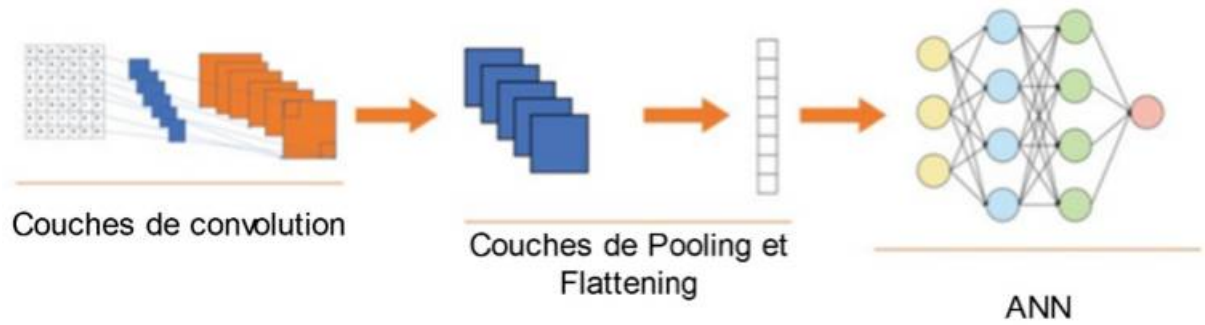 Couches de convolution
Couches de Pooling et
Flattening
ANN